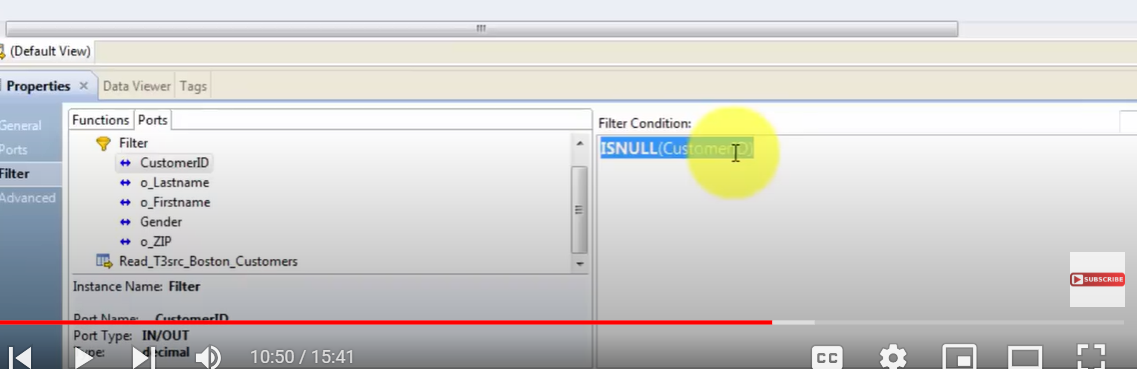 (Default View)
Properties × Data Viewer Tags
General
Ports
Filter
Advanced
Functions Ports
Filter
CustomerID
o_Lastname
o_Firstname
Gender
o_ZIP
Read_T3src_Boston_Customers
Instance Name: Filter
Port Name: CustomerID
Port Type: IN/OUT
Type: decimal
Filter Condition:
ISNULL(CustomerID)
SUBSCRIBE
10:50 / 15:41
CC